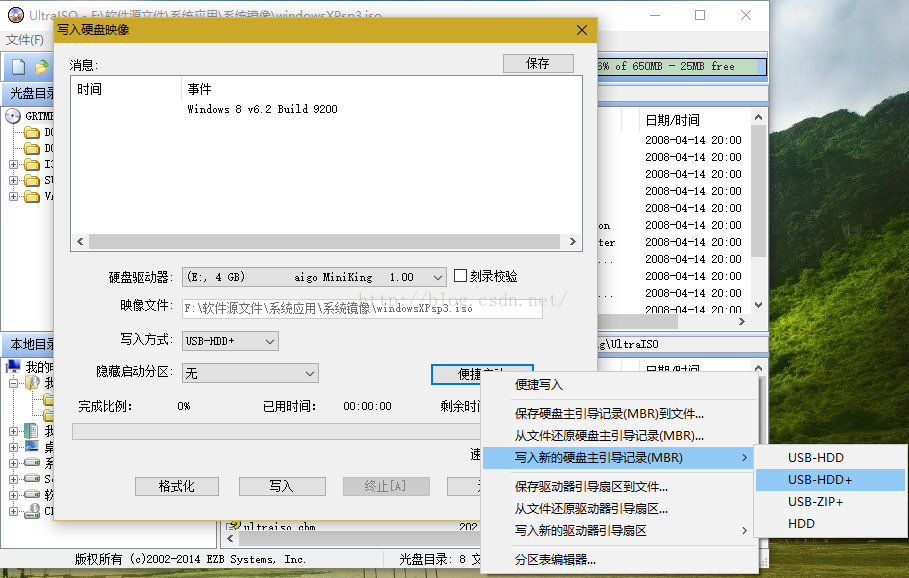 UltraISO - F:\软件源文件\系统应用\系统镜像\windowsXPsp3.iso
文件(F)
写入硬盘映像
消息:
保存
6% of 650MB - 25MB free
时间
事件
Windows 8 v6.2 Build 9200
光盘目录
GRTM
日期/时间
2008-04-14 20:00
2008-04-14 20:00
2008-04-14 20:00
2008-04-14 20:00
2008-04-14 20:00
on
2008-04-14 20:00
ter
2008-04-14 20:00
...
2008-04-14 20:00
2008-04-14 20:00
...
2008-04-14 20:00
2008-04-14 20:00
硬盘驱动器:
(E:, 4 GB)
aigo MiniKing
1.00
刻录校验
http://blog.csdn.net/
映像文件:
F:\软件源文件\系统应用\系统镜像\windowsXPsp3.iso
写入方式:
USB-HDD+
本地目录
g\UltraISO
隐藏启动分区:
无
便捷启动
我的
日期/时间
完成比例:
0%
已用时间:
00:00:00
剩余时间
速
格式化
写入
终止[A]
便捷写入
保存硬盘主引导记录(MBR)到文件...
从文件还原硬盘主引导记录(MBR)...
写入新的硬盘主引导记录(MBR)
保存驱动器引导扇区到文件...
从文件还原驱动器引导扇区...
写入新的驱动器引导扇区
分区表编辑器...
USB-HDD
USB-HDD+
USB-ZIP+
HDD
ultraiso.chm
202
版权所有 (c)2002-2014 EZB Systems, Inc.
光盘目录: 8 文